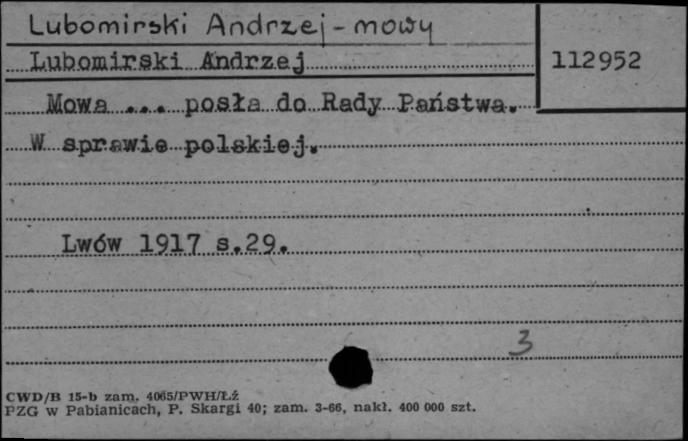 Lubomirski Andrzej - mowy
Lubomirski Andrzej
112952
Mowa ... posła do Rady Państwa.
W sprawie polskiej.
Lwów 1917 s.29.
3
CWD/B 15-b zam. 4065/PWH/Łź
PZG w Pabianicach, P. Skargi 40; zam. 3-66, nakł. 400 000 szt.